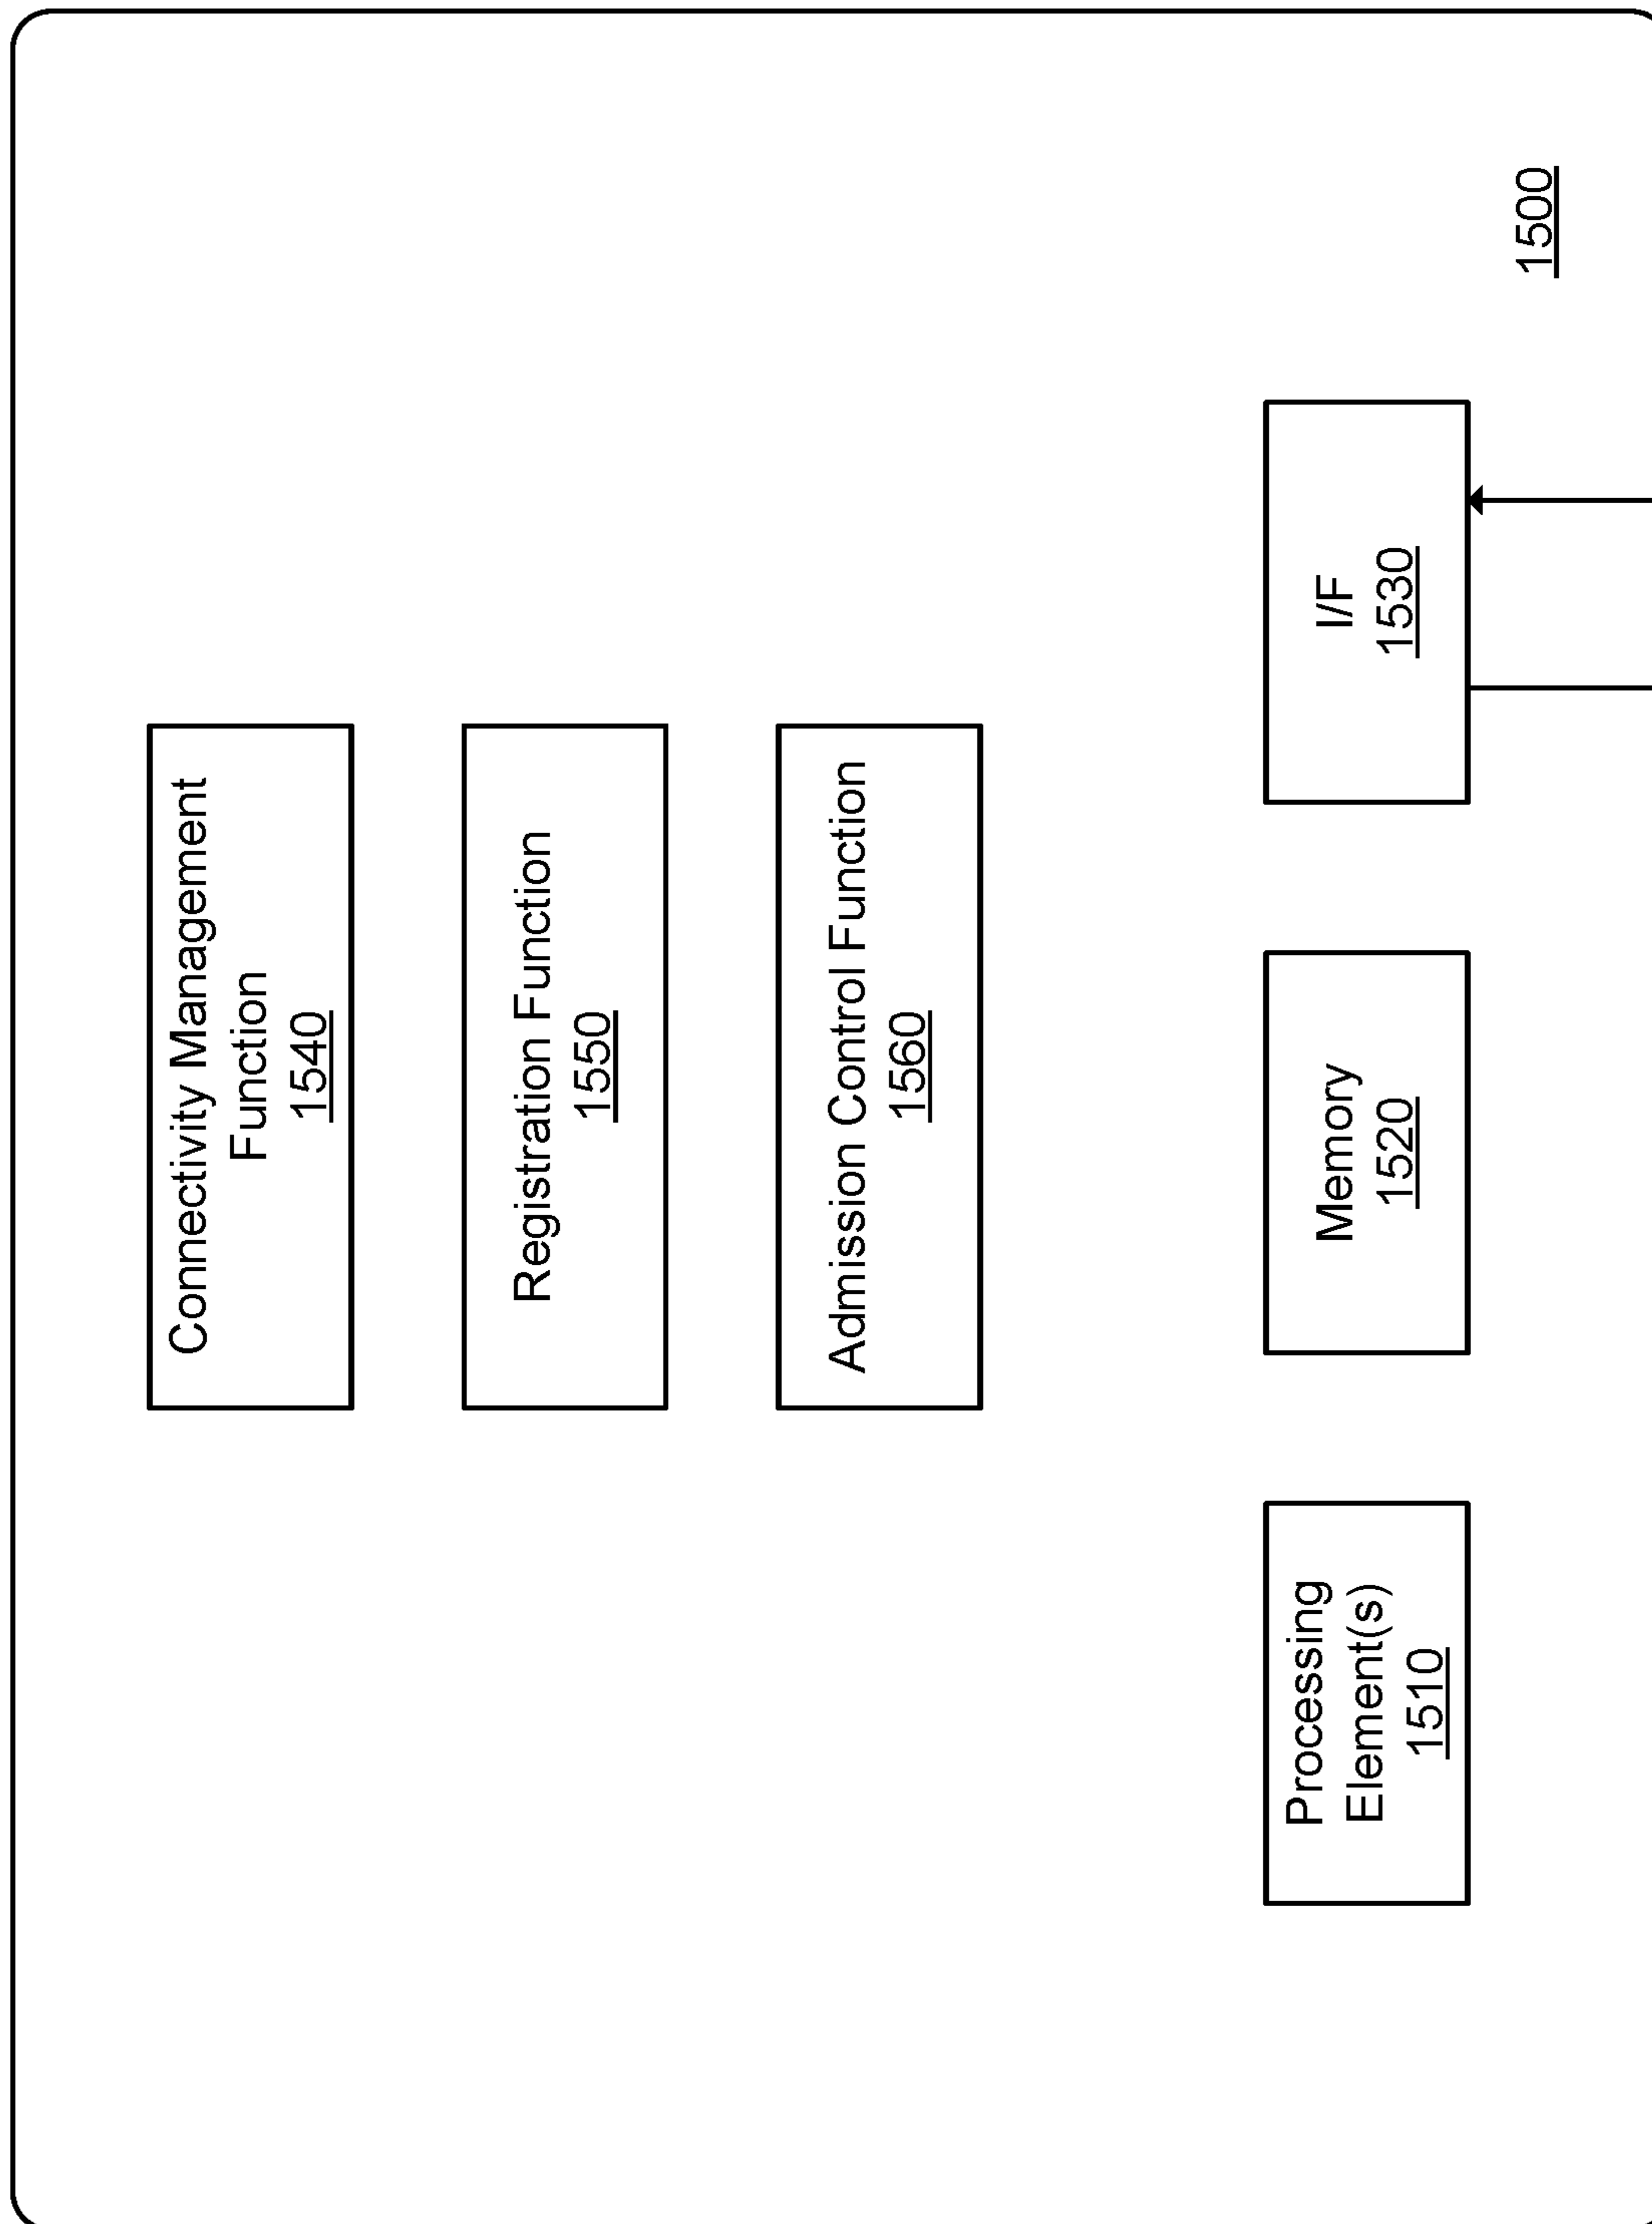 Connectivity Management
Function
1540
Registration Function
1550
Admission Control Function
1560
Processing
Element(s)
1510
Memory
1520
I/F
1530
1500